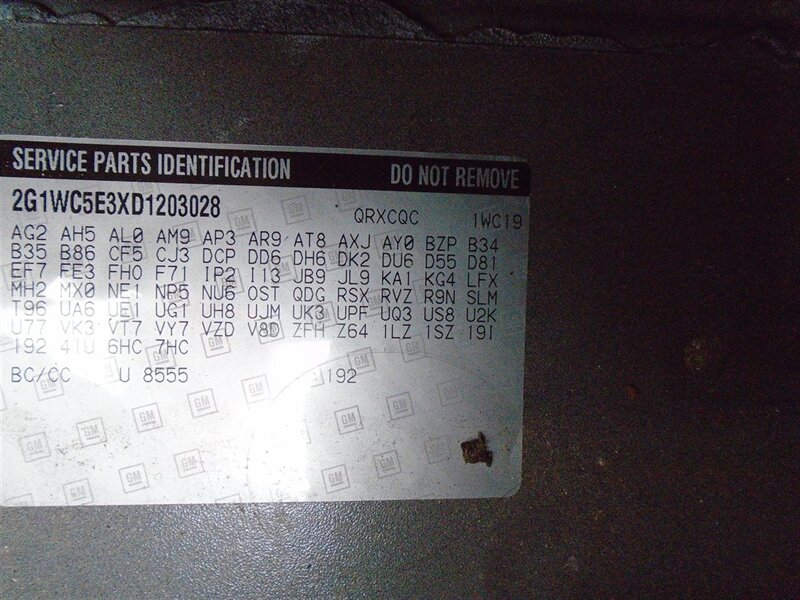 SERVICE PARTS IDENTIFICATION DO NOT REMOVE
2G1WC5E3XD1203028 QRXCQC 1WC19
AG2 AH5 AL0 AM9 AP3 AR9 AT8 AXJ AY0 BZP B34
B35 B86 CF5 CJ3 DCP DD6 DH6 DK2 DU6 D55 D81
EF7 FE3 FH0 F71 IP2 I13 JB9 JL9 KA1 KG4 LFX
MH2 MX0 NE1 NP5 NU6 OST QDG RSX RVZ R9N SLM
T96 UA6 UE1 UG1 UH8 UJM UK3 UPF UQ3 US8 U2K
U77 VK3 VT7 VY7 VZD V8D ZFH Z64 1LZ 1SZ 19I
192 4IU 6HC 7HC
BC/CC U 8555 192